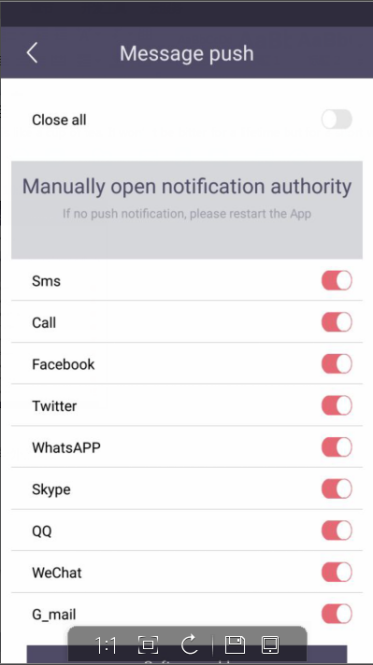 Message push
Close all
Manually open notification authority
If no push notification, please restart the App
Sms
Call
Facebook
Twitter
WhatsAPP
Skype
QQ
WeChat
G_mail
1:1